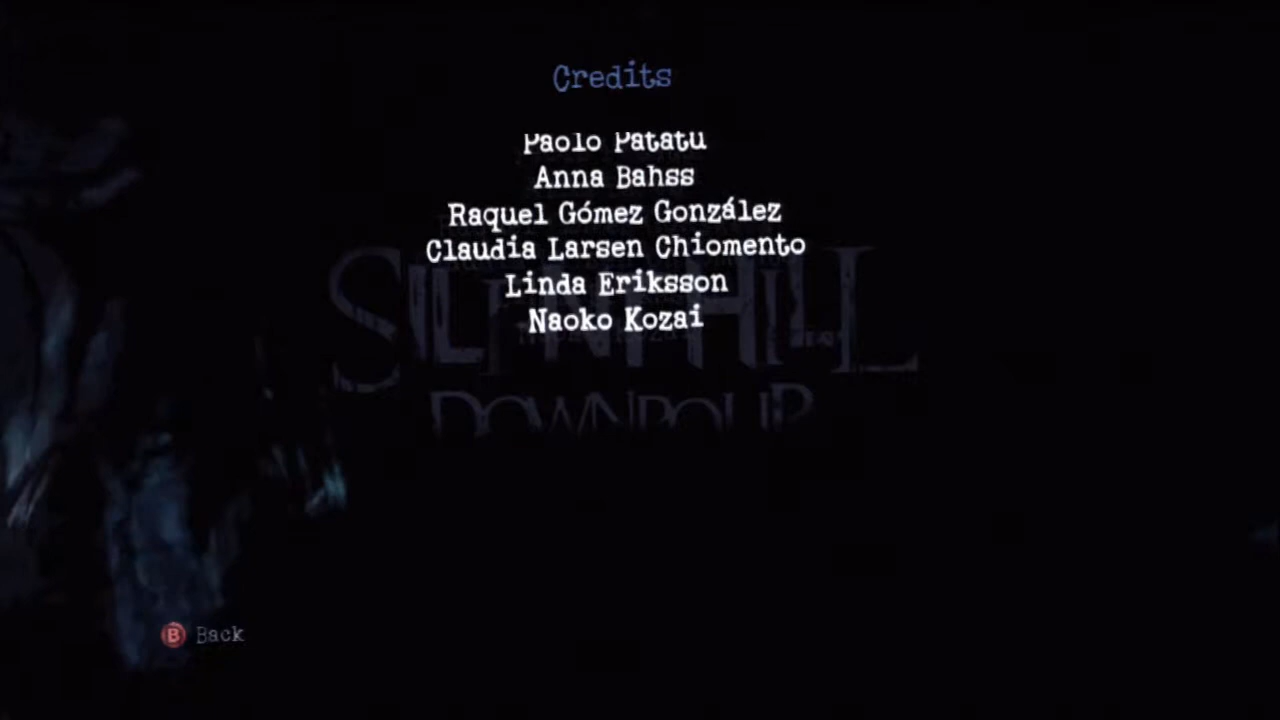 Credits
Paolo Patatu
Anna Bahss
Raquel Gómez González
Claudia Larsen Chiomento
Linda Eriksson
Naoko Kozai
SILENT HILL
DOWNPOUR
B Back